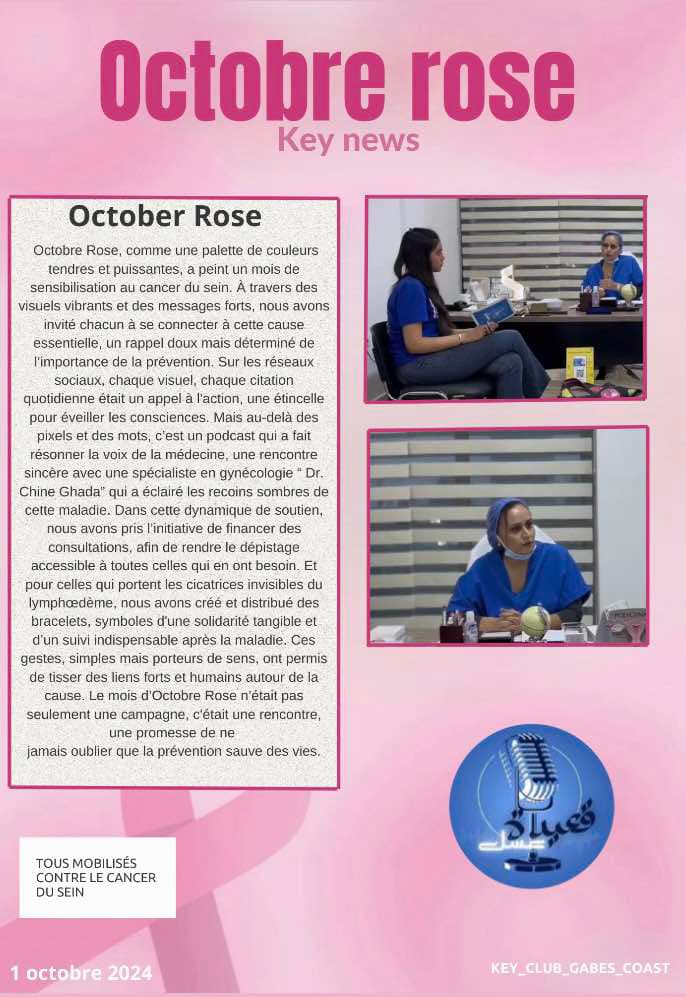 Octobre rose
Key news
October Rose
Octobre Rose, comme une palette de couleurs
tendres et puissantes, a peint un mois de
sensibilisation au cancer du sein. À travers des
visuels vibrants et des messages forts, nous avons
invité chacun à se connecter à cette cause
essentielle, un rappel doux mais déterminé de
l'importance de la prévention. Sur les réseaux
sociaux, chaque visuel, chaque citation
quotidienne était un appel à l'action, une étincelle
pour éveiller les consciences. Mais au-delà des
pixels et des mots, c'est un podcast qui a fait
résonner la voix de la médecine, une rencontre
sincère avec une spécialiste en gynécologie “ Dr.
Chine Ghada” qui a éclairé les recoins sombres de
cette maladie. Dans cette dynamique de soutien,
nous avons pris l'initiative de financer des
consultations, afin de rendre le dépistage
accessible à toutes celles qui en ont besoin. Et
pour celles qui portent les cicatrices invisibles du
lymphœdème, nous avons créé et distribué des
bracelets, symboles d'une solidarité tangible et
d'un suivi indispensable après la maladie. Ces
gestes, simples mais porteurs de sens, ont permis
de tisser des liens forts et humains autour de la
cause. Le mois d'Octobre Rose n'était pas
seulement une campagne, c'était une rencontre,
une promesse de ne
jamais oublier que la prévention sauve des vies.
قعباية
عسل
TOUS MOBILISÉS
CONTRE LE CANCER
DU SEIN
1 octobre 2024
KEY_CLUB_GABES_COAST